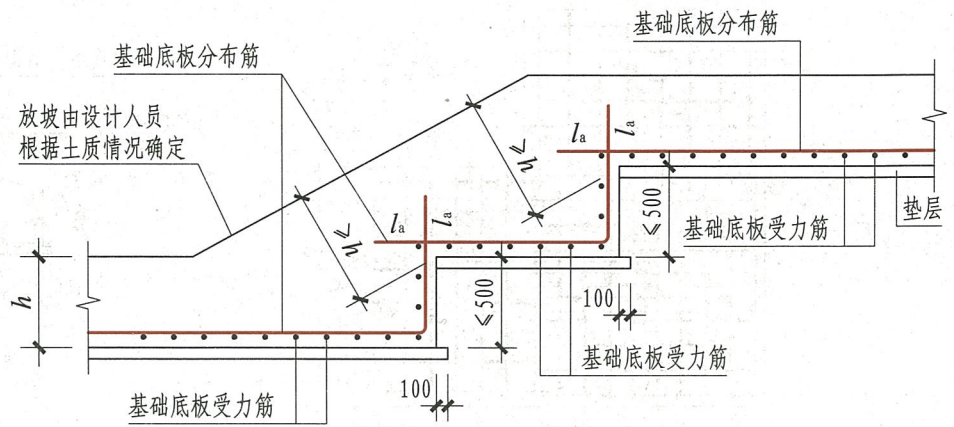 基础底板分布筋
基础底板分布筋
放坡由设计人员
根据土质情况确定
la
la
≥h
≤500
垫层
基础底板受力筋
la
la
≥h
h
≤500
100
基础底板受力筋
100
基础底板受力筋